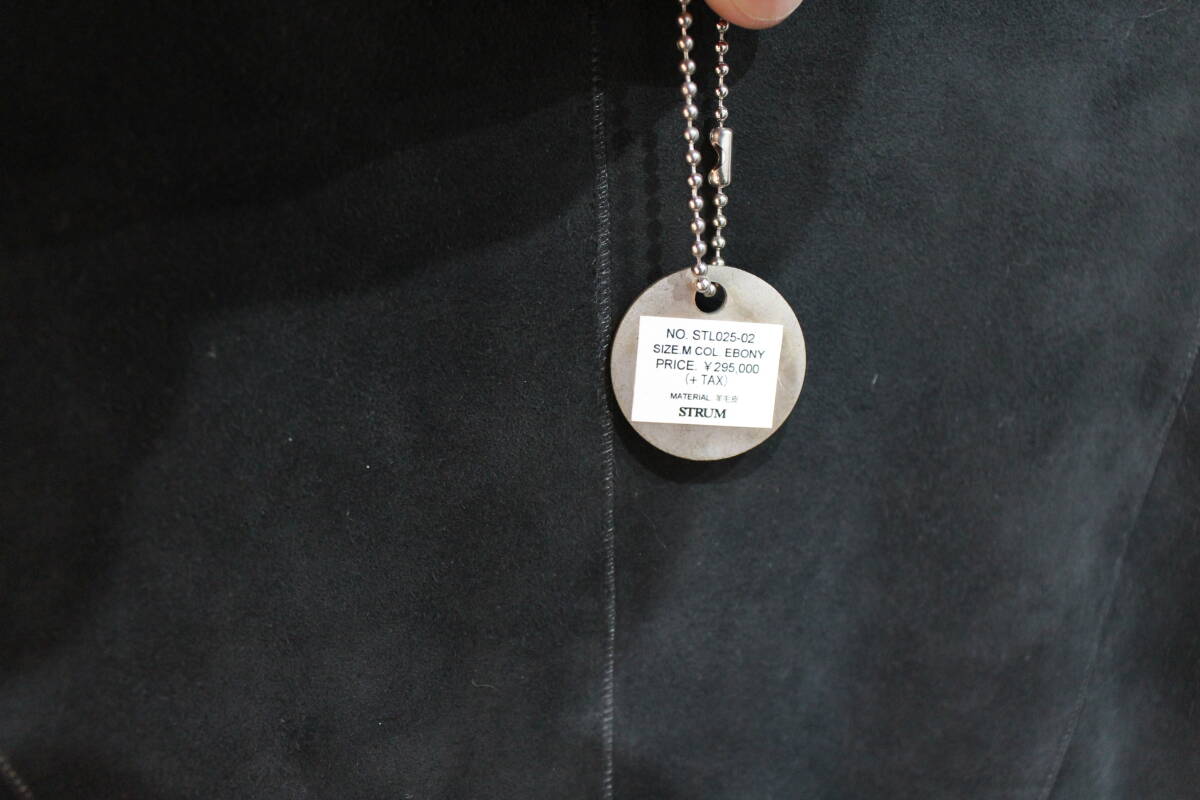 NO. STL025-02
SIZE.M COL. EBONY
PRICE. ¥295,000
(+TAX)
MATERIAL 羊毛皮
STRUM